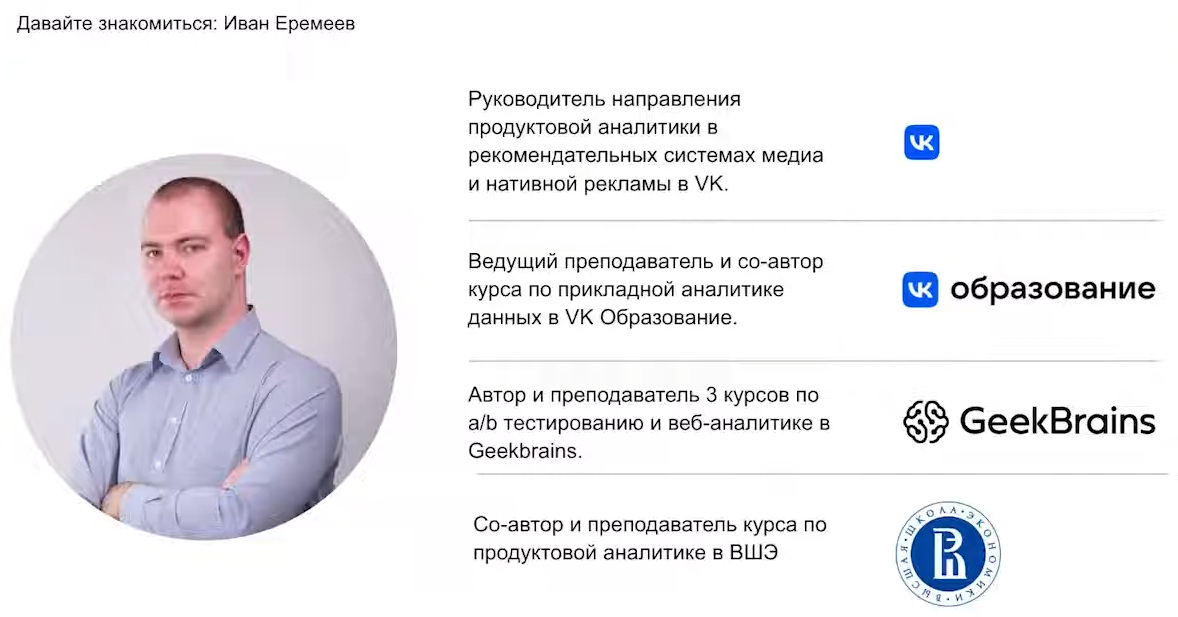 Давайте знакомиться: Иван Еремеев
Руководитель направления
продуктовой аналитики в
рекомендательных системах медиа
и нативной рекламы в VK.
VK
Ведущий преподаватель и со-автор
курса по прикладной аналитике
данных в VK Образование.
VK образование
Автор и преподаватель 3 курсов по
a/b тестированию и веб-аналитике в
Geekbrains.
GeekBrains
Со-автор и преподаватель курса по
продуктовой аналитике в ВШЭ
ВЫСШАЯ ШКОЛА ЭКОНОМИКИ